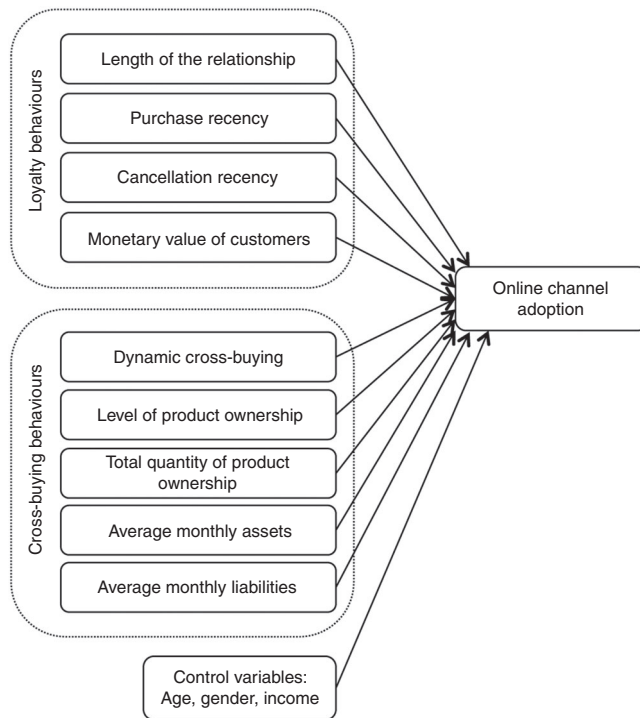 Loyalty behaviours
Length of the relationship
Purchase recency
Cancellation recency
Monetary value of customers
Online channel
adoption
Cross-buying behaviours
Dynamic cross-buying
Level of product ownership
Total quantity of product
ownership
Average monthly assets
Average monthly liabilities
Control variables:
Age, gender, income